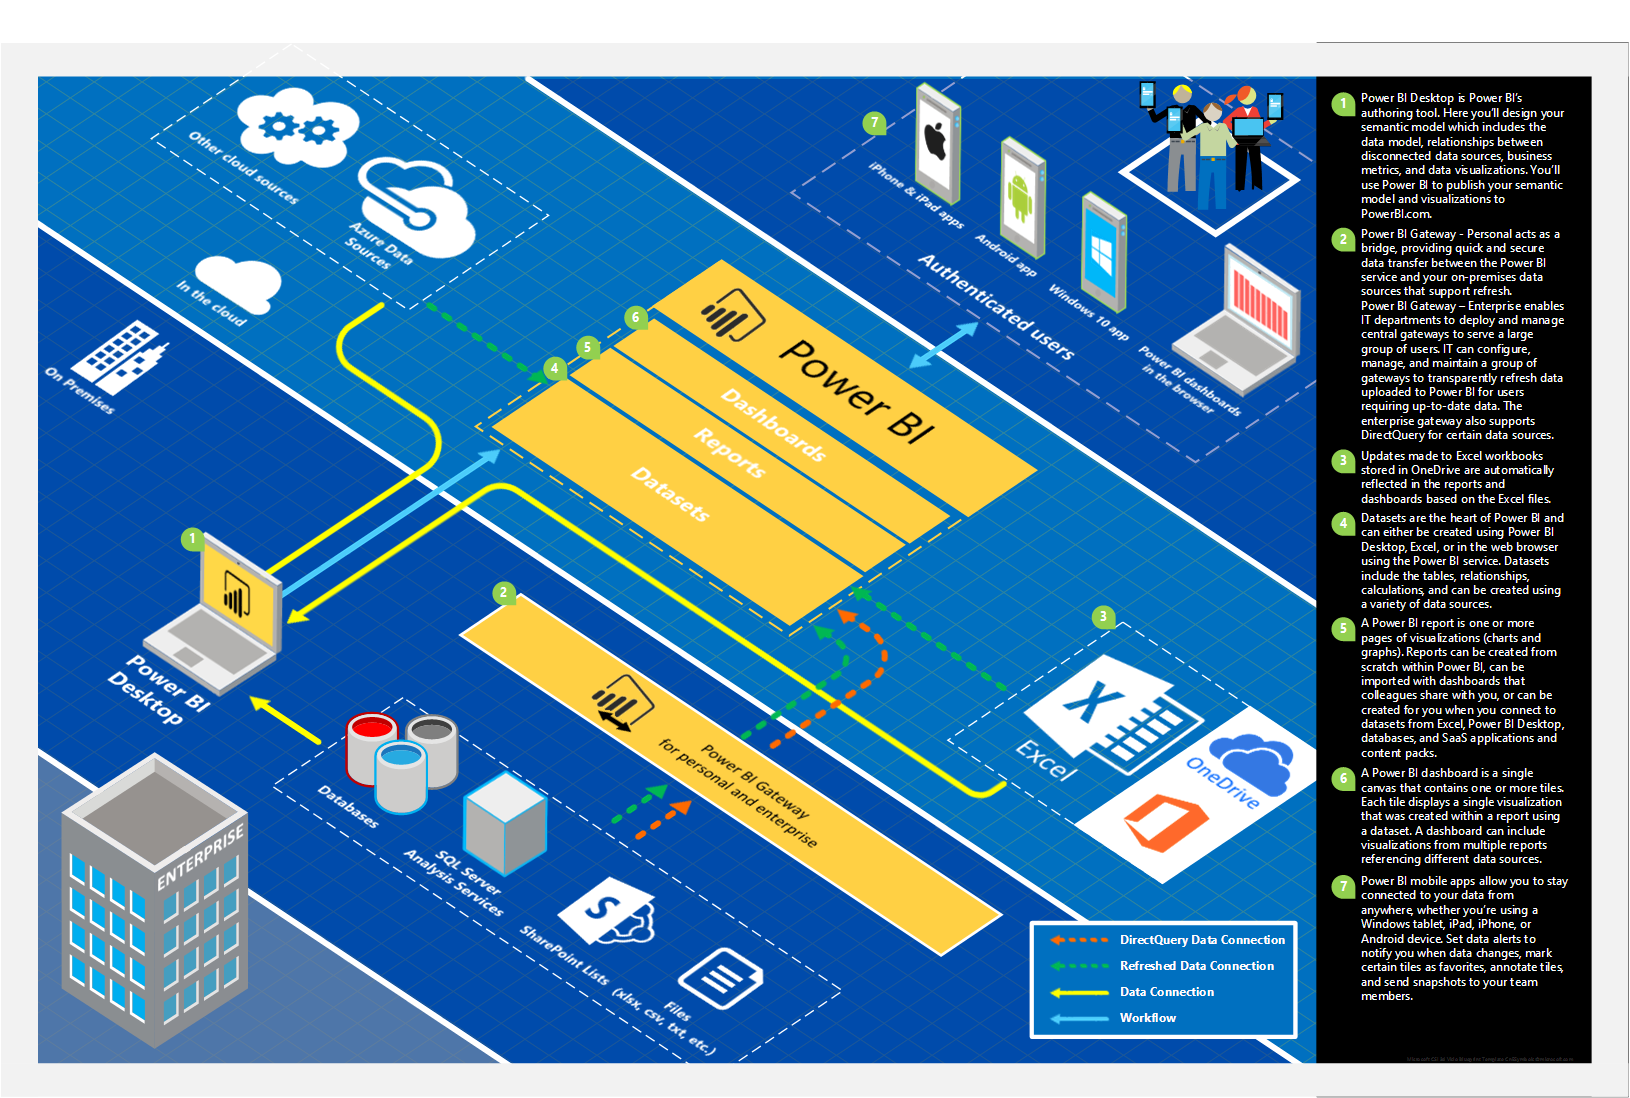 Other cloud sources
Azure Data
Sources
In the cloud
On Premises
7
iPhone & iPad apps
Android app
Windows 10 app
Power BI dashboards
in the browser
Authenticated users
Power BI
6
Dashboards
5
Reports
4
Datasets
1
Power BI
Desktop
2
Power BI Gateway
for personal and enterprise
3
Excel
OneDrive
Databases
SQL Server
Analysis Services
SharePoint Lists
Files
(xlsx, csv, txt, etc.)
ENTERPRISE
DirectQuery Data Connection
Refreshed Data Connection
Data Connection
Workflow
1
Power BI Desktop is Power BI's
authoring tool. Here you'll design your
semantic model which includes the
data model, relationships between
disconnected data sources, business
metrics, and data visualizations. You'll
use Power BI to publish your semantic
model and visualizations to
PowerBI.com.
2
Power BI Gateway - Personal acts as a
bridge, providing quick and secure
data transfer between the Power BI
service and your on-premises data
sources that support refresh.
Power BI Gateway – Enterprise enables
IT departments to deploy and manage
central gateways to serve a large
group of users. IT can configure,
manage, and maintain a group of
gateways to transparently refresh data
uploaded to Power BI for users
requiring up-to-date data. The
enterprise gateway also supports
DirectQuery for certain data sources.
3
Updates made to Excel workbooks
stored in OneDrive are automatically
reflected in the reports and
dashboards based on the Excel files.
4
Datasets are the heart of Power BI and
can either be created using Power BI
Desktop, Excel, or in the web browser
using the Power BI service. Datasets
include the tables, relationships,
calculations, and can be created using
a variety of data sources.
5
A Power BI report is one or more
pages of visualizations (charts and
graphs). Reports can be created from
scratch within Power BI, can be
imported with dashboards that
colleagues share with you, or can be
created for you when you connect to
datasets from Excel, Power BI Desktop,
databases, and SaaS applications and
content packs.
6
A Power BI dashboard is a single
canvas that contains one or more tiles.
Each tile displays a single visualization
that was created within a report using
a dataset. A dashboard can include
visualizations from multiple reports
referencing different data sources.
7
Power BI mobile apps allow you to stay
connected to your data from
anywhere, whether you're using a
Windows tablet, iPad, iPhone, or
Android device. Set data alerts to
notify you when data changes, mark
certain tiles as favorites, annotate tiles,
and send snapshots to your team
members.